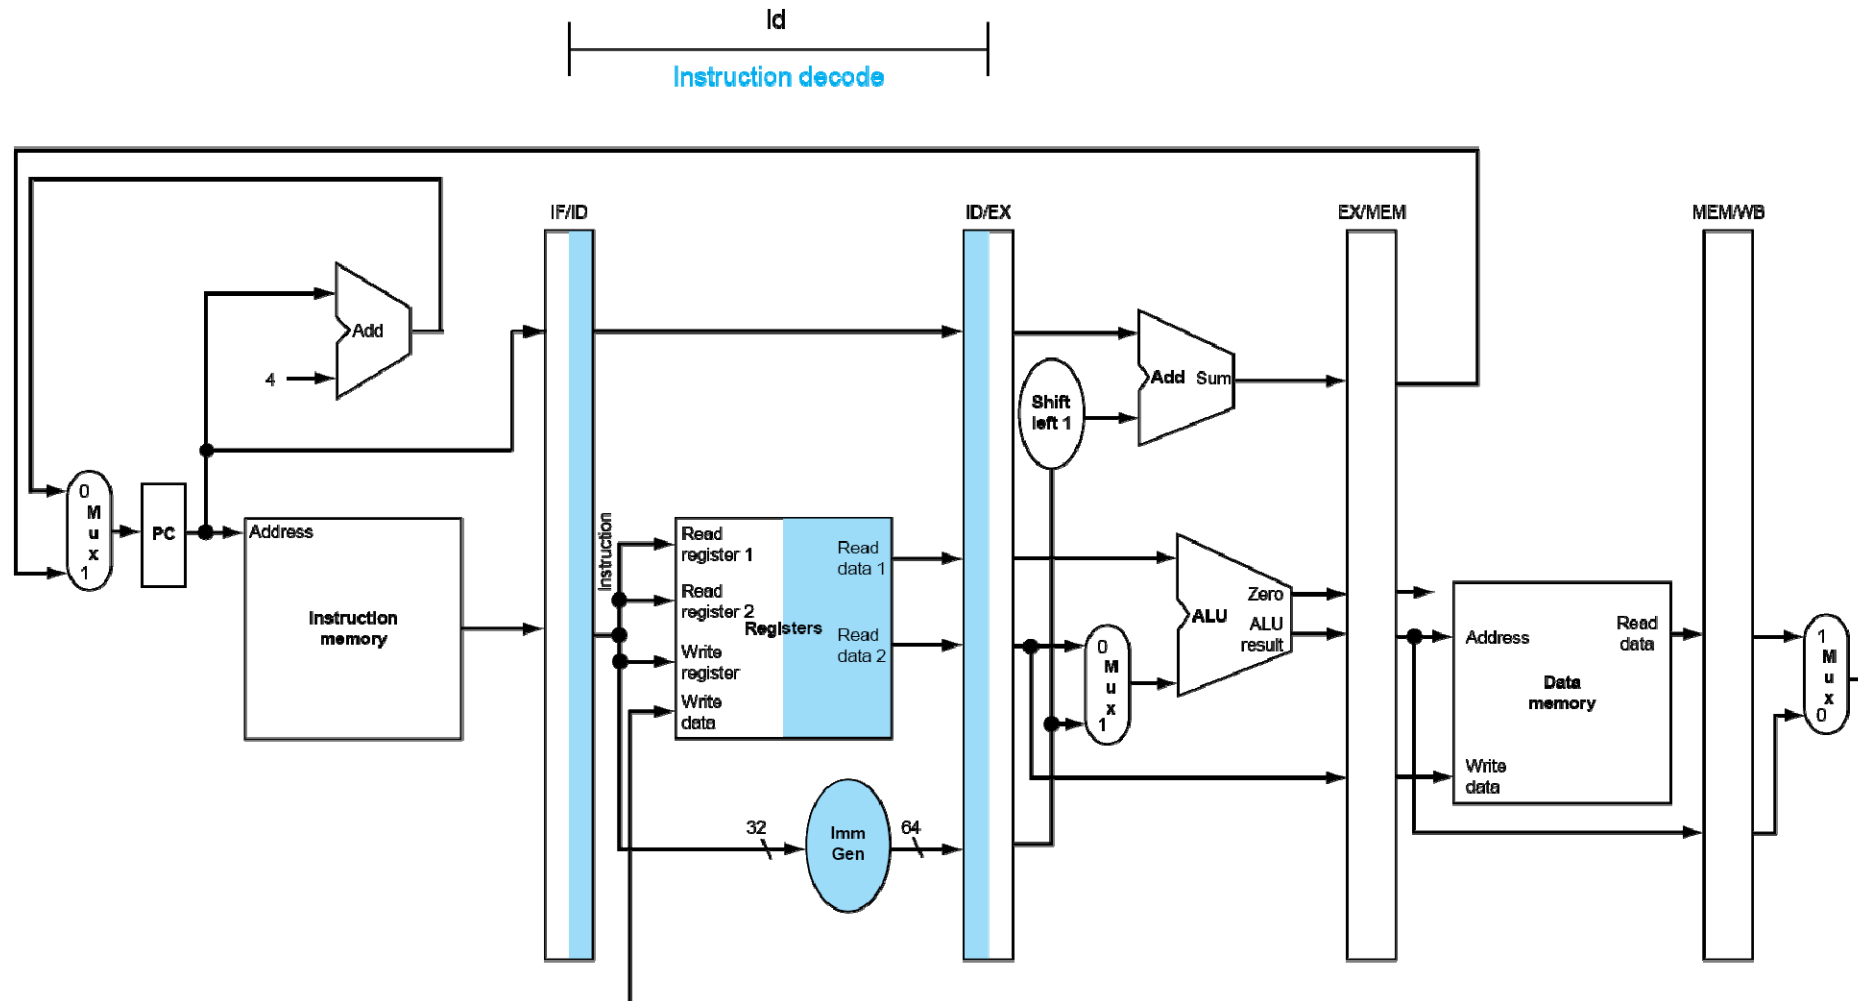 ld
Instruction decode
IF/ID
ID/EX
EX/MEM
MEM/WB
Add
4
Add Sum
Shift
left 1
0
M
u
x
1
PC
Address
Instruction
memory
Instruction
Read
register 1
Read
register 2
Registers
Write
register
Write
data
Read
data 1
Read
data 2
32
Imm
Gen
64
0
M
u
x
1
Zero
ALU
ALU
result
Address
Read
data
Data
memory
Write
data
1
M
u
x
0